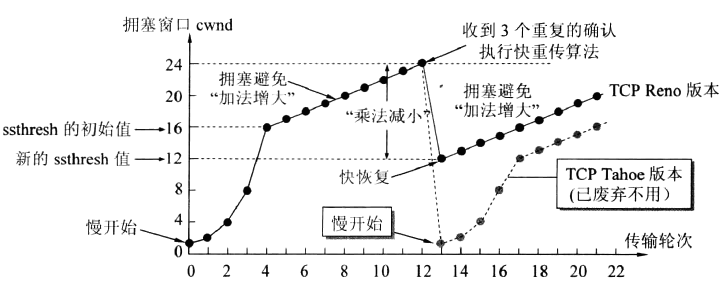 拥塞窗口 cwnd
收到 3 个重复的确认
执行快重传算法
24
拥塞避免
“加法增大”
拥塞避免
“加法增大”
TCP Reno 版本
20
“乘法减小”
ssthresh 的初始值
16
新的 ssthresh 值
12
快恢复
TCP Tahoe 版本
(已废弃不用)
8
慢开始
4
慢开始
0
传输轮次
0 2 4 6 8 10 12 14 16 18 20 22